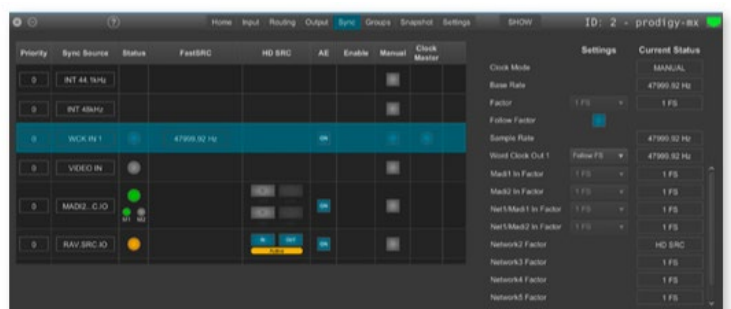 ? Home Input Routing Output Sync Groups Snapshot Settings SHOW ID: 2 - prodigy-mx
Priority Sync Source Status FastSRC HD SRC AE Enable Manual Clock Master Settings Current Status
Clock Mode MANUAL
0 INT 44.1kHz
Base Rate 47999.92 Hz
Factor 1 FS 1 FS
0 INT 48kHz
Follow Factor
0 WCK IN 1 47999.92 Hz ON
Sample Rate 47999.92 Hz
Word Clock Out 1 Follow FS 47999.92 Hz
0 VIDEO IN
Madi1 In Factor 1 FS 1 FS
Madi2 In Factor 1 FS 1 FS
0 MADI2...C.IO M1 M2 ON
Net1/Madi1 In Factor 1 FS 1 FS
Net1/Madi2 In Factor 1 FS 1 FS
0 RAV.SRC.IO IN OUT ON
Network2 Factor HD SRC
Network3 Factor 1 FS
Network4 Factor 1 FS
Network5 Factor 1 FS